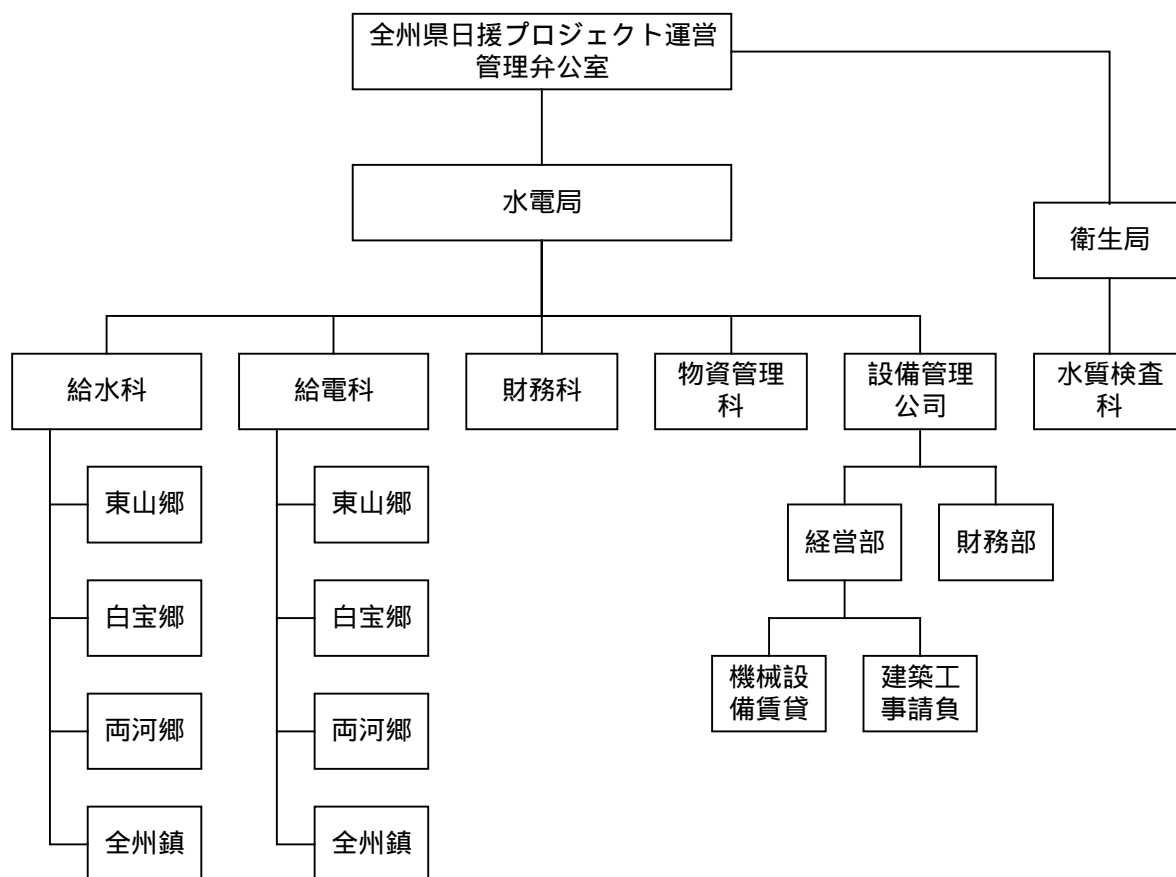 全州県日援プロジェクト運営
管理弁公室
水電局
衛生局
給水科
給電科
財務科
物資管理
科
設備管理
公司
水質検査
科
東山郷
東山郷
経営部
財務部
白宝郷
白宝郷
機械設
備賃貸
建築工
事請負
両河郷
両河郷
全州鎮
全州鎮